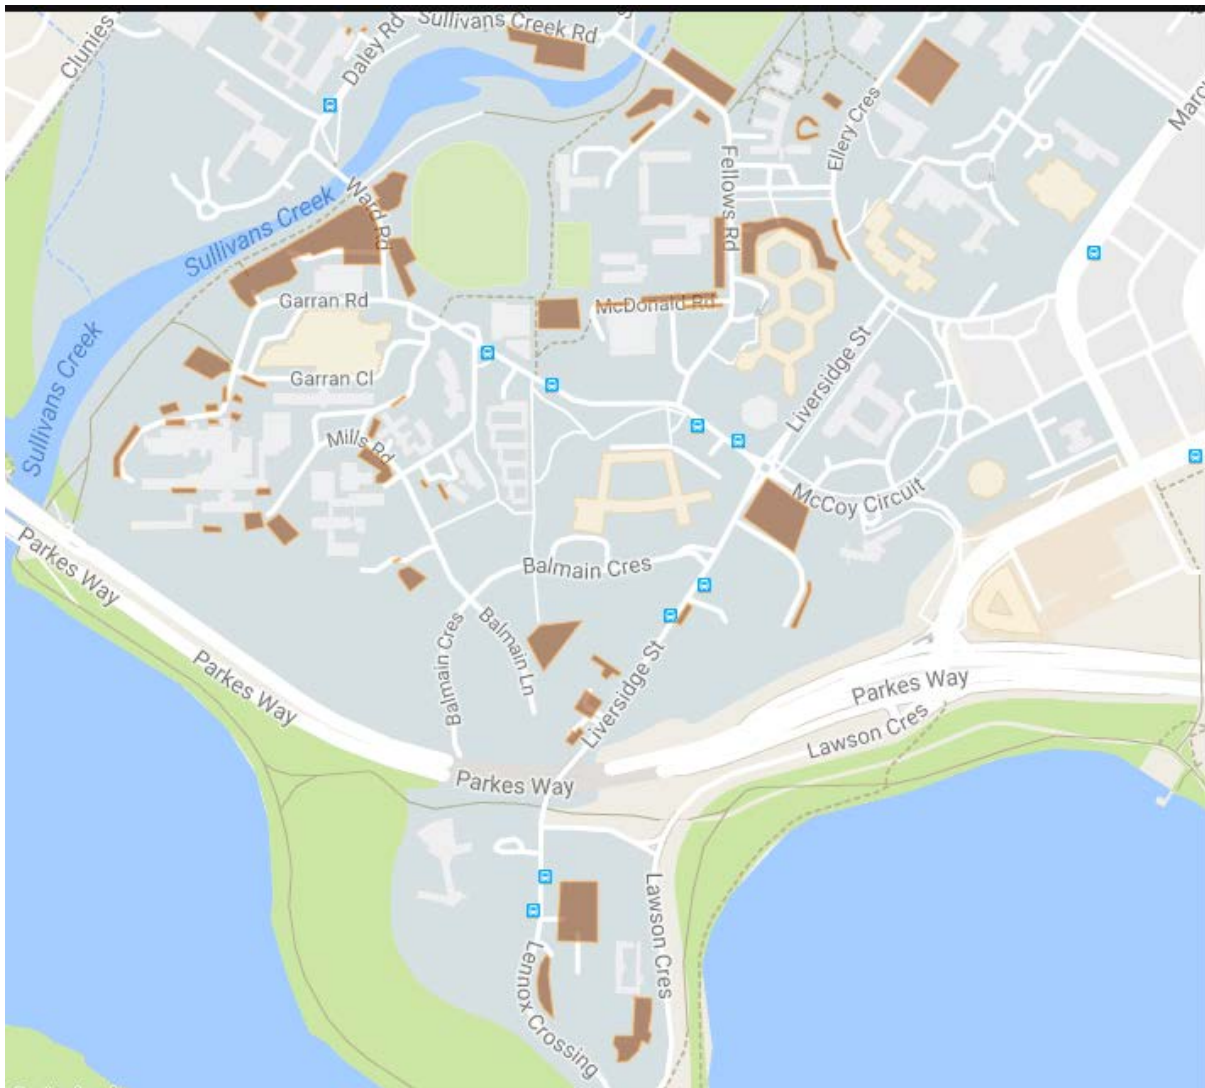 Sullivans Creek Rd
Clunies
Daley Rd
Marc
Ellery Cres
Fellows Rd
Ward Rd
Sullivans Creek
Garran Rd
McDonald Rd
Sullivans Creek
Garran Cl
Liversidge St
Mills Rd
McCoy Circuit
Parkes Way
Balmain Cres
Balmain Cres
Balmain Ln
Parkes Way
Liversidge St
Parkes Way
Lawson Cres
Parkes Way
Lawson Cres
Lennox Crossing